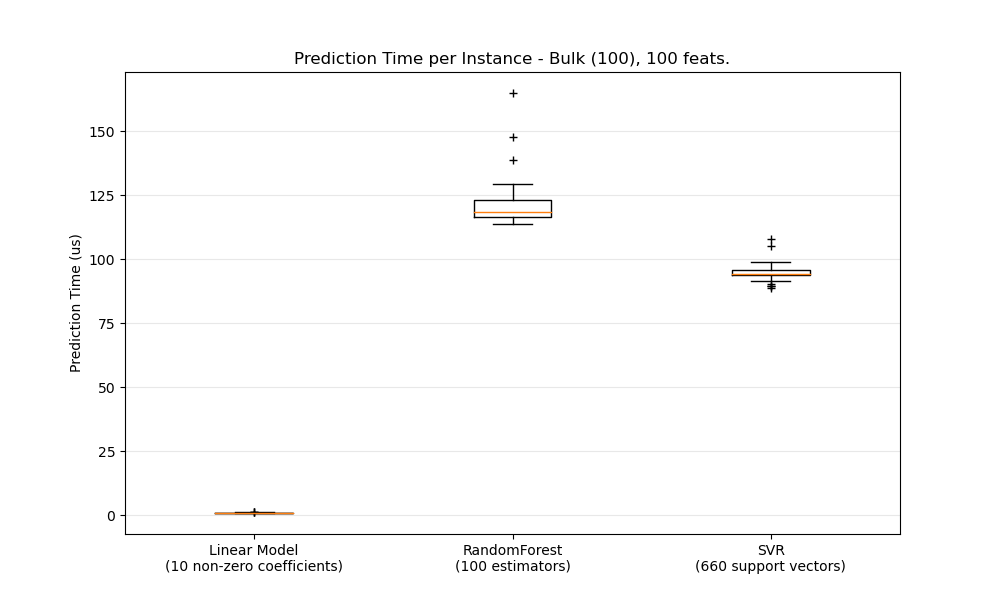 Prediction Time per Instance - Bulk (100), 100 feats.
Prediction Time (us)
150
125
100
75
50
25
0
Linear Model
(10 non-zero coefficients)
RandomForest
(100 estimators)
SVR
(660 support vectors)